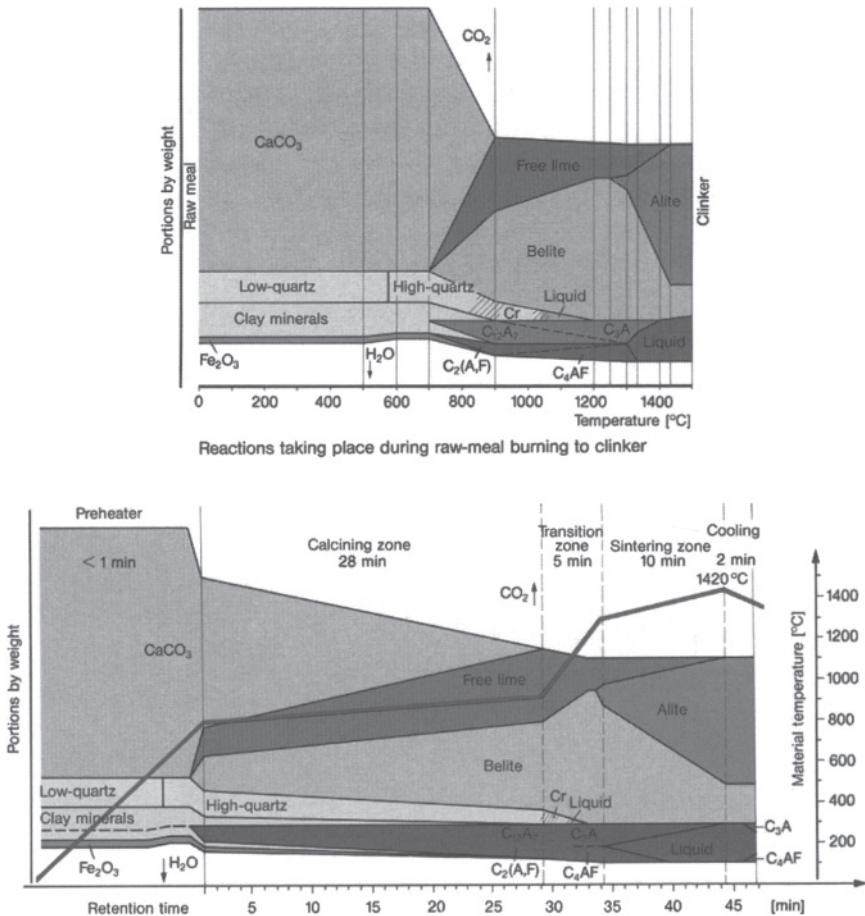 CO₂
CaCO₃
Free lime
Alite
Belite
Low-quartz
High-quartz
Liquid
Cr
Clay minerals
C₁₂A₇
C₃A
Liquid
Fe₂O₃
H₂O
C₂(A,F)
C₄AF
Portions by weight
Raw meal
Clinker
0 200 400 600 800 1000 1200 1400
Temperature [°C]
Reactions taking place during raw-meal burning to clinker
Preheater
< 1 min
Calcining zone
28 min
Transition
zone
5 min
Sintering zone
10 min
Cooling
2 min
1420 °C
CO₂
CaCO₃
Free lime
Alite
Belite
Low-quartz
High-quartz
Cr
Liquid
Clay minerals
C₁₂A₇
C₃A
Liquid
C₃A
Fe₂O₃
H₂O
C₂(A,F)
C₄AF
C₄AF
Portions by weight
1400
1200
1000
800
600
400
200
Material temperature [°C]
Retention time 5 10 15 20 25 30 35 40 45 [min]